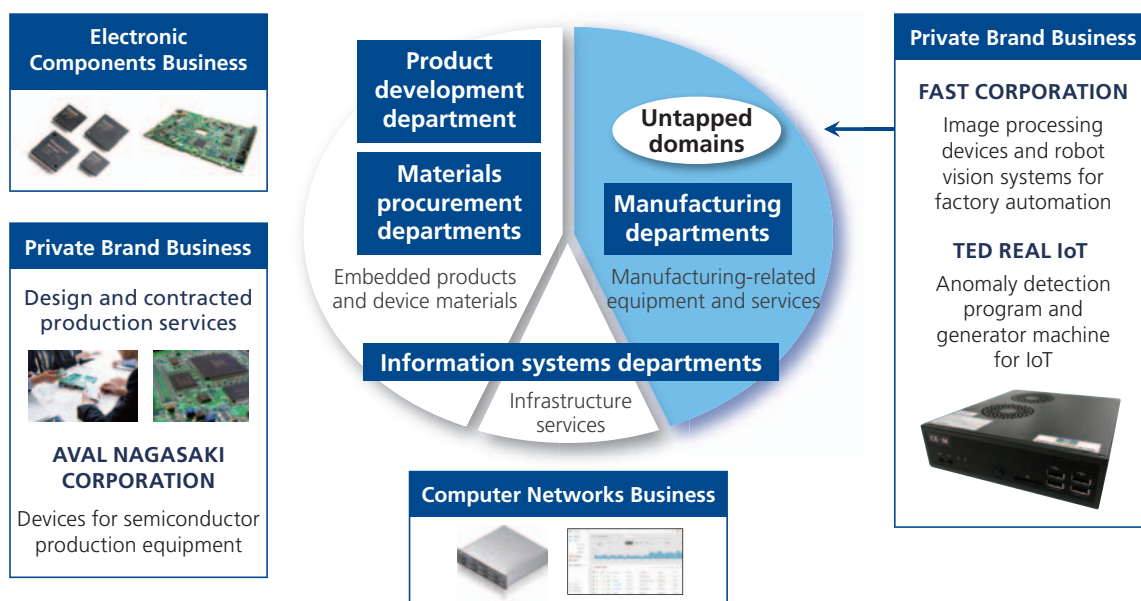 Electronic
Components Business
Private Brand Business
Design and contracted
production services
AVAL NAGASAKI
CORPORATION
Devices for semiconductor
production equipment
Product
development
department
Materials
procurement
departments
Embedded products
and device materials
Untapped
domains
Manufacturing
departments
Manufacturing-related
equipment and services
Information systems departments
Infrastructure
services
Computer Networks Business
Private Brand Business
FAST CORPORATION
Image processing
devices and robot
vision systems for
factory automation
TED REAL IoT
Anomaly detection
program and
generator machine
for IoT